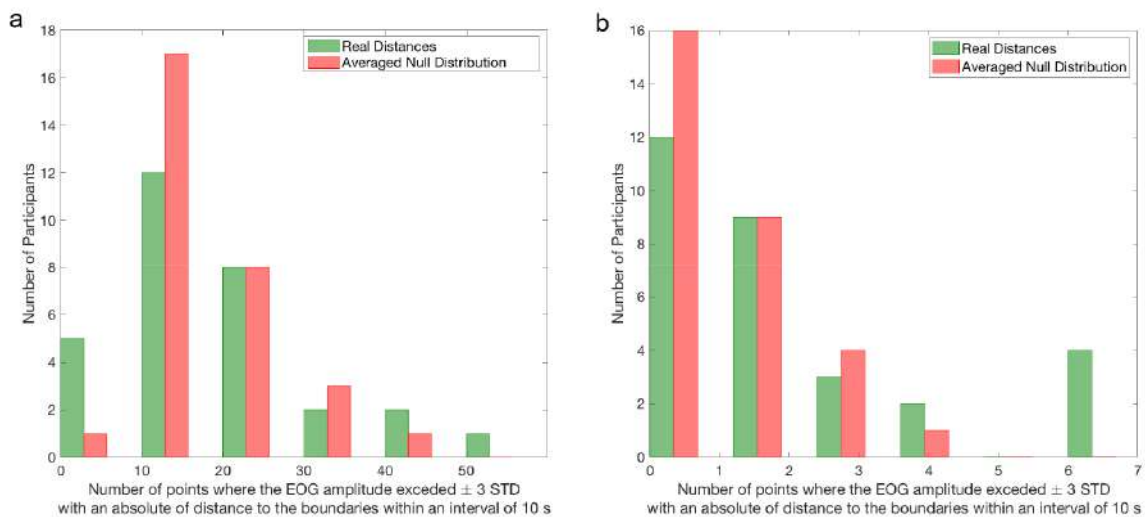 a
18
16
14
12
10
8
6
4
2
0
Number of Participants
Real Distances
Averaged Null Distribution
0 10 20 30 40 50
Number of points where the EOG amplitude exceded ± 3 STD
with an absolute of distance to the boundaries within an interval of 10 s
b
16
14
12
10
8
6
4
2
0
Number of Participants
Real Distances
Averaged Null Distribution
0 1 2 3 4 5 6 7
Number of points where the EOG amplitude exceded ± 3 STD
with an absolute of distance to the boundaries within an interval of 10 s